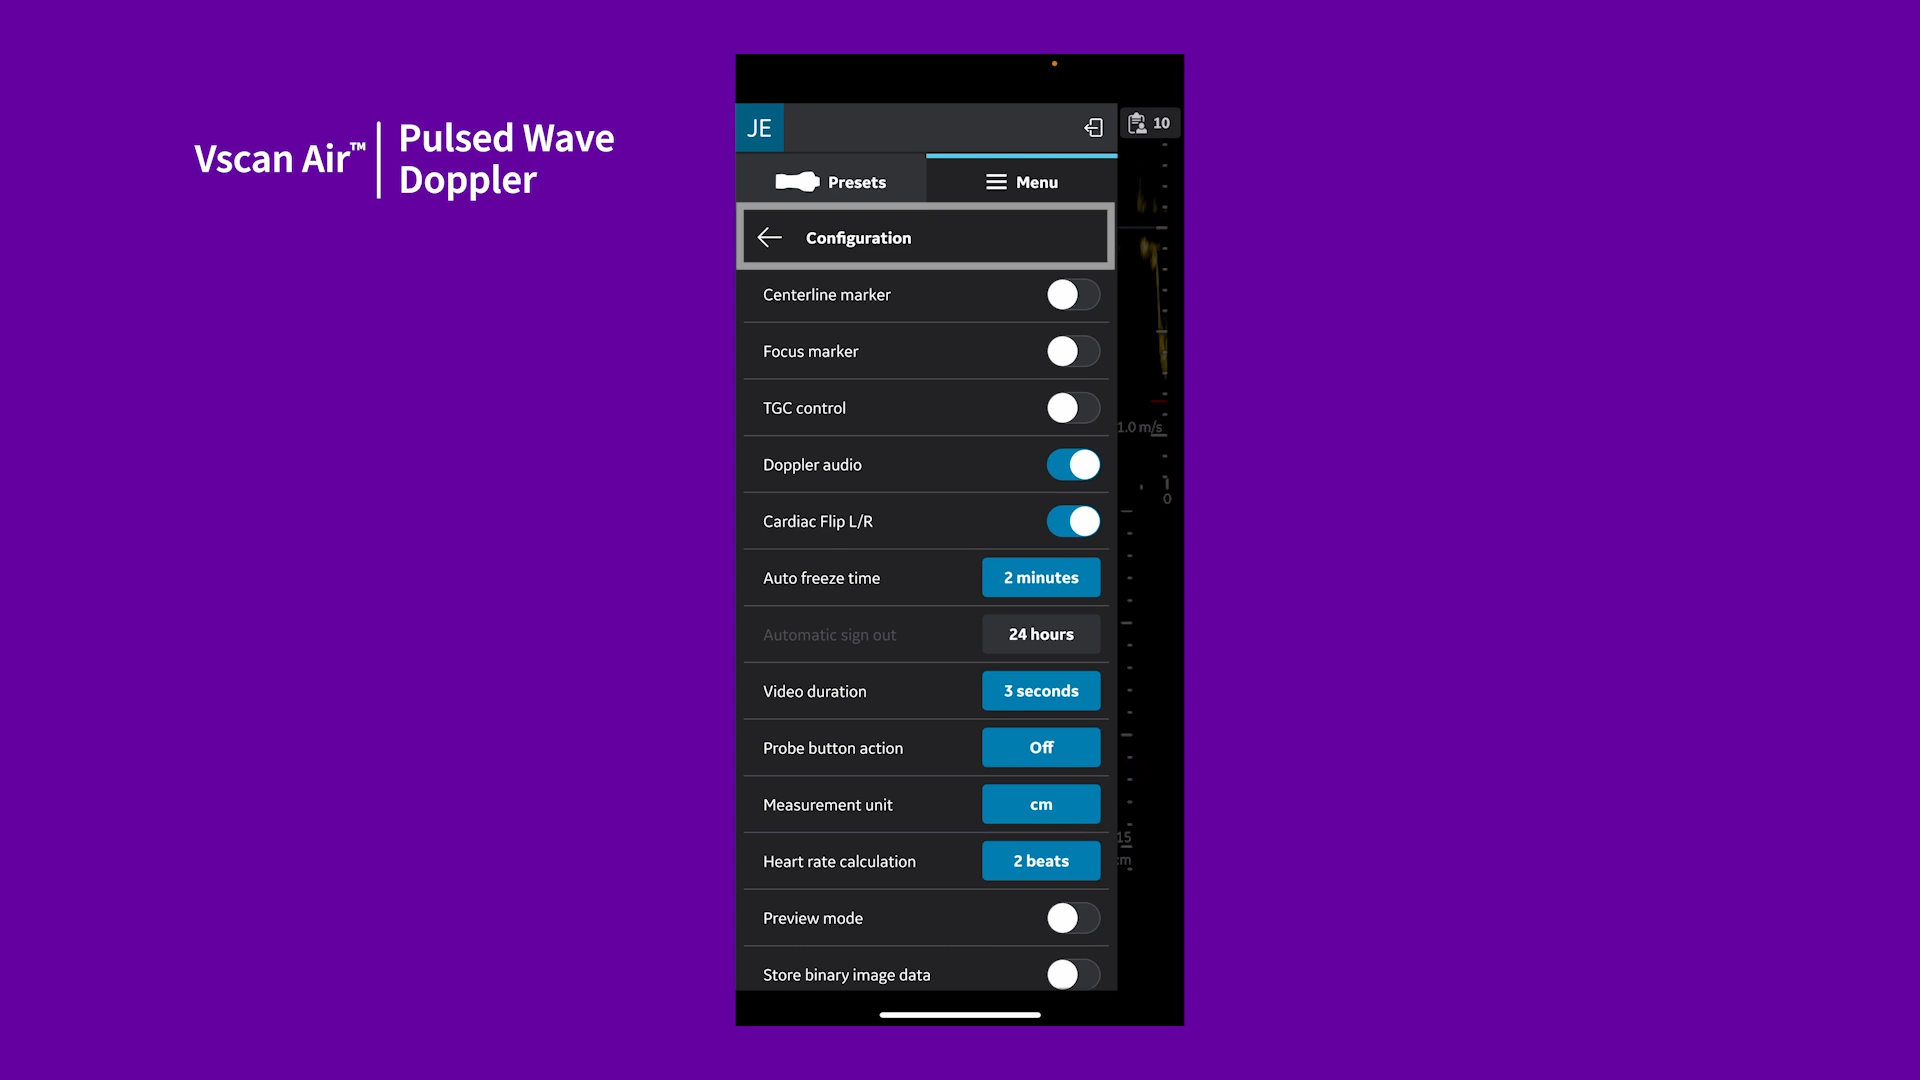 Vscan Air™
Pulsed Wave
Doppler
JE
10
Presets
Menu
Configuration
Centerline marker
Focus marker
TGC control
1.0 m/s
Doppler audio
0
Cardiac Flip L/R
Auto freeze time
2 minutes
Automatic sign out
24 hours
Video duration
3 seconds
Probe button action
Off
Measurement unit
cm
15
Heart rate calculation
2 beats
Preview mode
Store binary image data